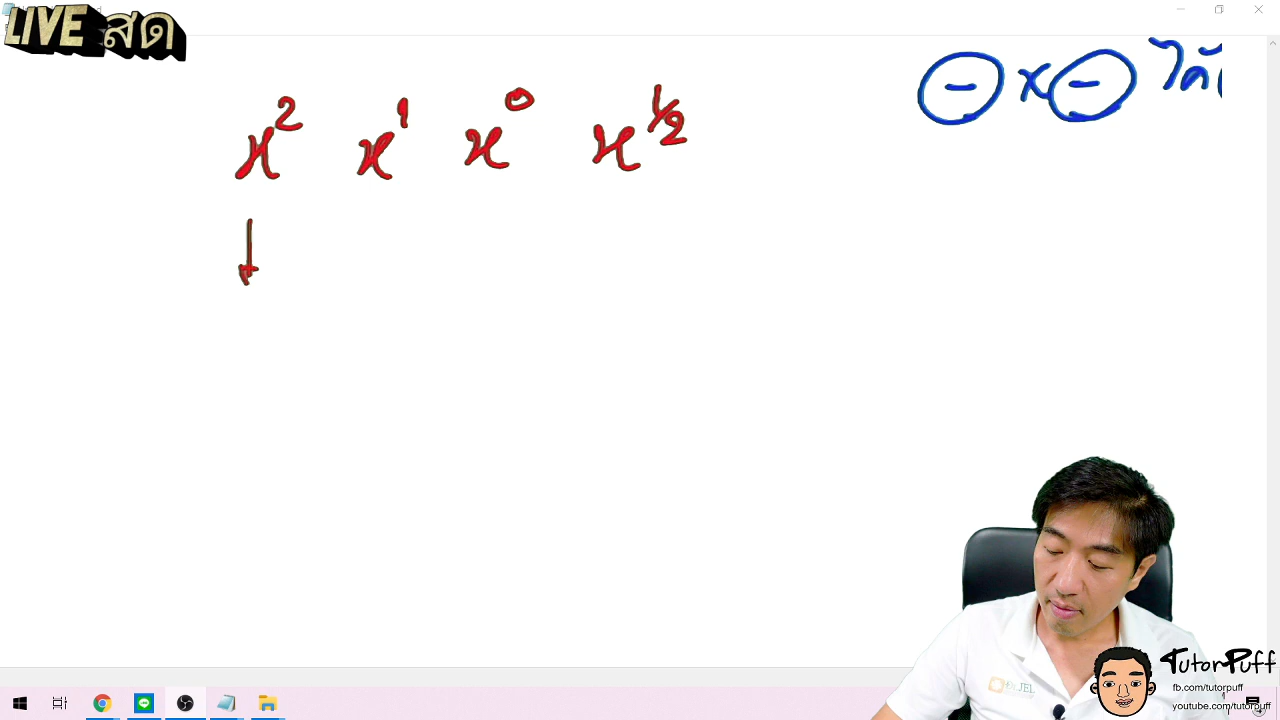 LIVE สด
⊖ x ⊖ ได้
x² x¹ x⁰ x^{1/2}
TutorPuff
fb.com/tutorpuff
youtube.com/tutorpuff